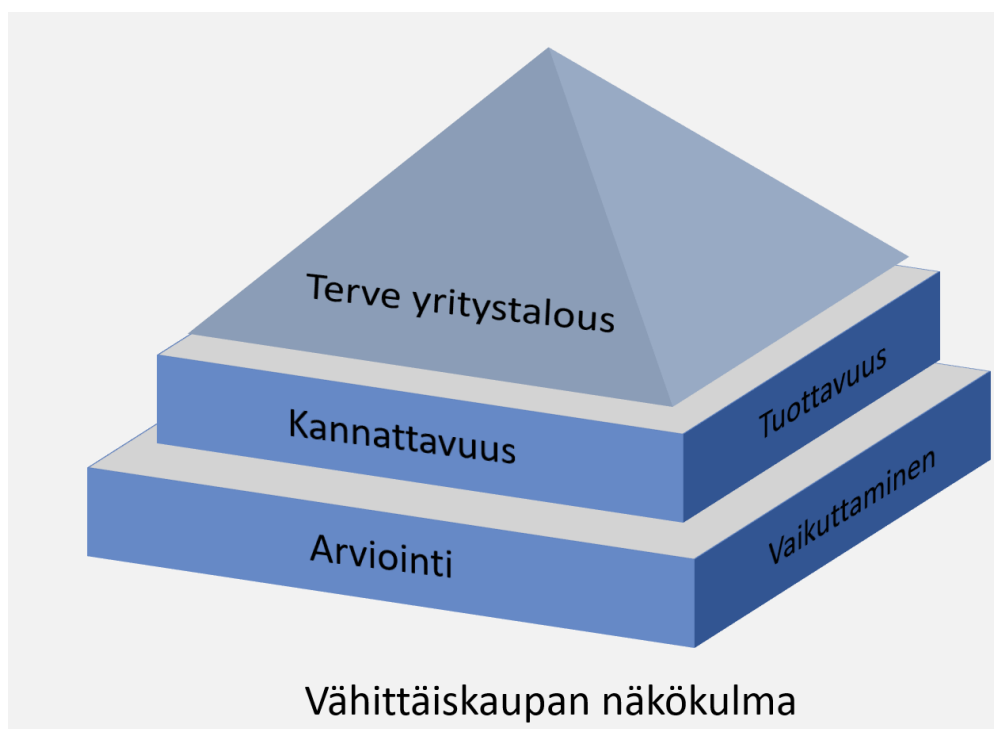 Terve yritystalous
Kannattavuus
Tuottavuus
Arviointi
Vaikuttaminen
Vähittäiskaupan näkökulma